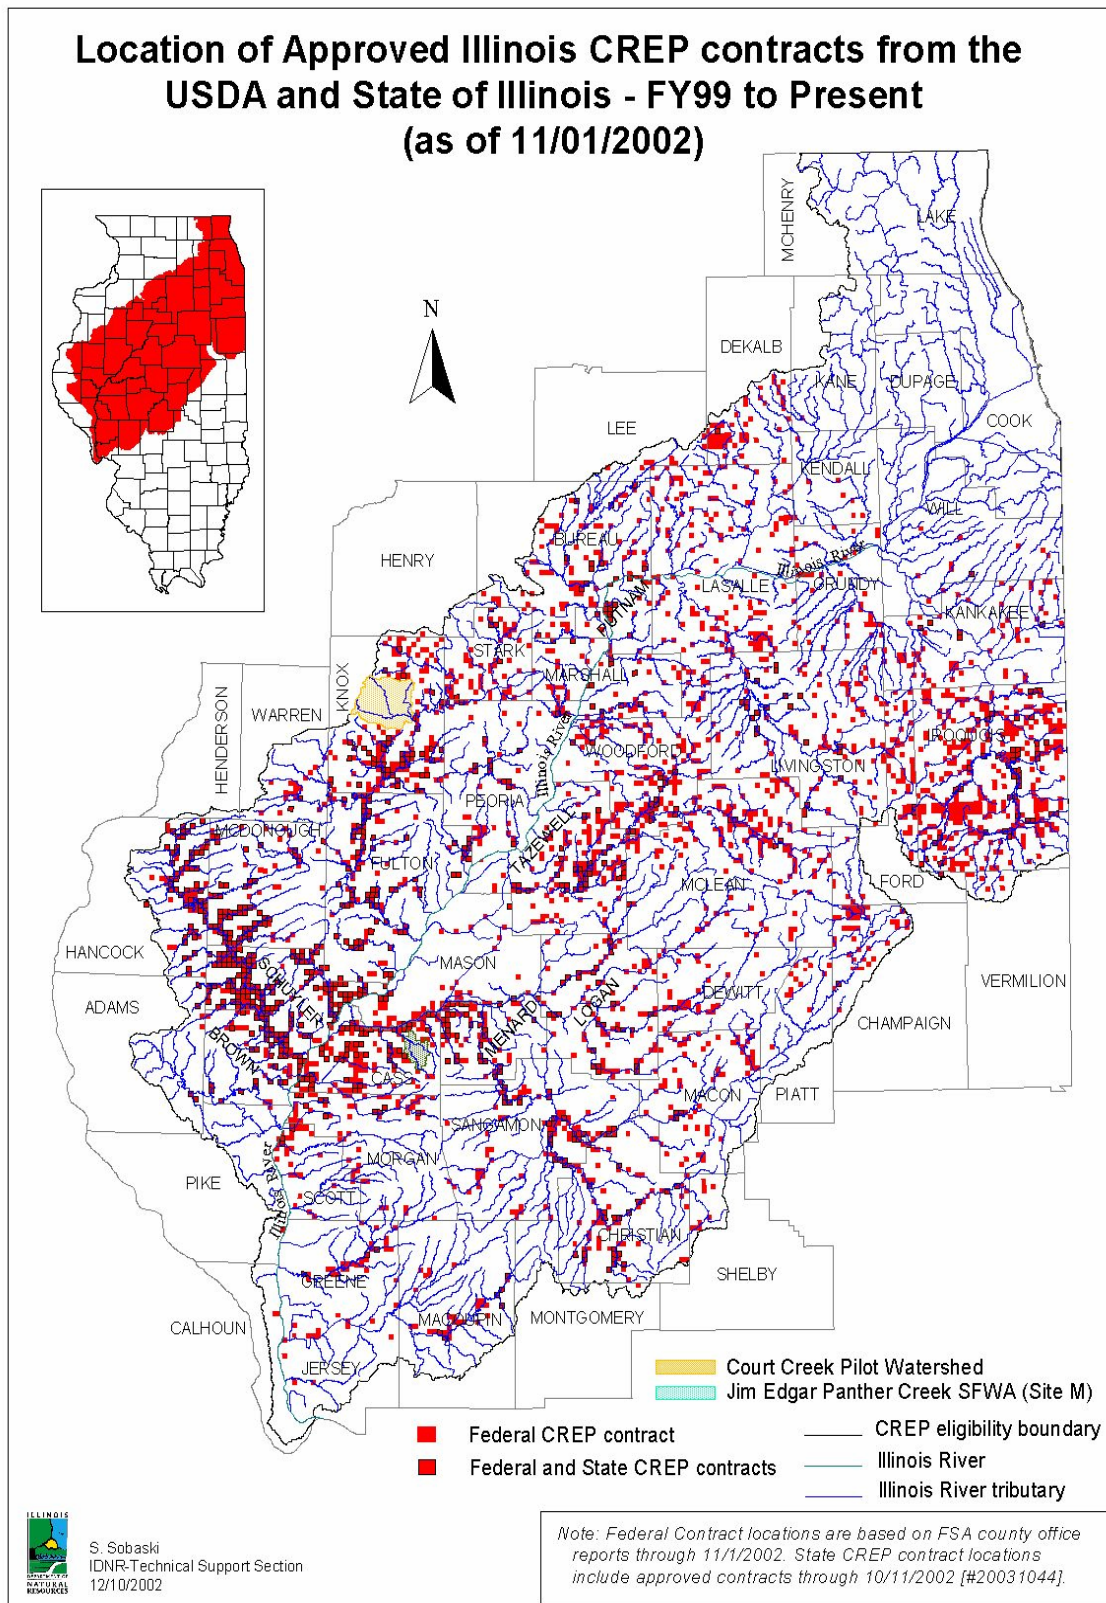 Location of Approved Illinois CREP contracts from the
USDA and State of Illinois - FY99 to Present
(as of 11/01/2002)
MCHENRY
LAKE
N
DEKALB
KANE
DUPAGE
LEE
COOK
KENDALL
WILL
BUREAU
HENRY
Illinois River
LASALLE
GRUNDY
PUTNAM
KANKAKEE
STARK
KNOX
MARSHALL
HENDERSON
WARREN
Illinois River
WOODFORD
IROQUOIS
LIVINGSTON
PEORIA
MCDONOUGH
TAZEWELL
FULTON
MCLEAN
FORD
HANCOCK
MASON
SCHUYLER
VERMILION
LOGAN
DEWITT
ADAMS
MENARD
CHAMPAIGN
BROWN
CASS
MACON
PIATT
SANGAMON
MORGAN
PIKE
Illinois River
SCOTT
CHRISTIAN
GREENE
SHELBY
CALHOUN
MACOUPIN
MONTGOMERY
JERSEY
Court Creek Pilot Watershed
Jim Edgar Panther Creek SFWA (Site M)
Federal CREP contract
Federal and State CREP contracts
CREP eligibility boundary
Illinois River
Illinois River tributary
ILLINOIS
DEPARTMENT OF
NATURAL
RESOURCES
S. Sobaski
IDNR-Technical Support Section
12/10/2002
Note: Federal Contract locations are based on FSA county office
reports through 11/1/2002. State CREP contract locations
include approved contracts through 10/11/2002 [#20031044].